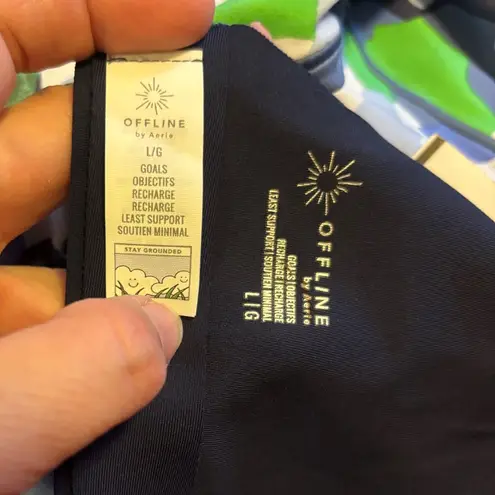 OFFLINE
by Aerie
L/G
GOALS
OBJECTIFS
RECHARGE
RECHARGE
LEAST SUPPORT
SOUTIEN MINIMAL
STAY GROUNDED
OFFLINE
by Aerie
GOALS | OBJECTIFS
RECHARGE | RECHARGE
LEAST SUPPORT | SOUTIEN MINIMAL
L|G